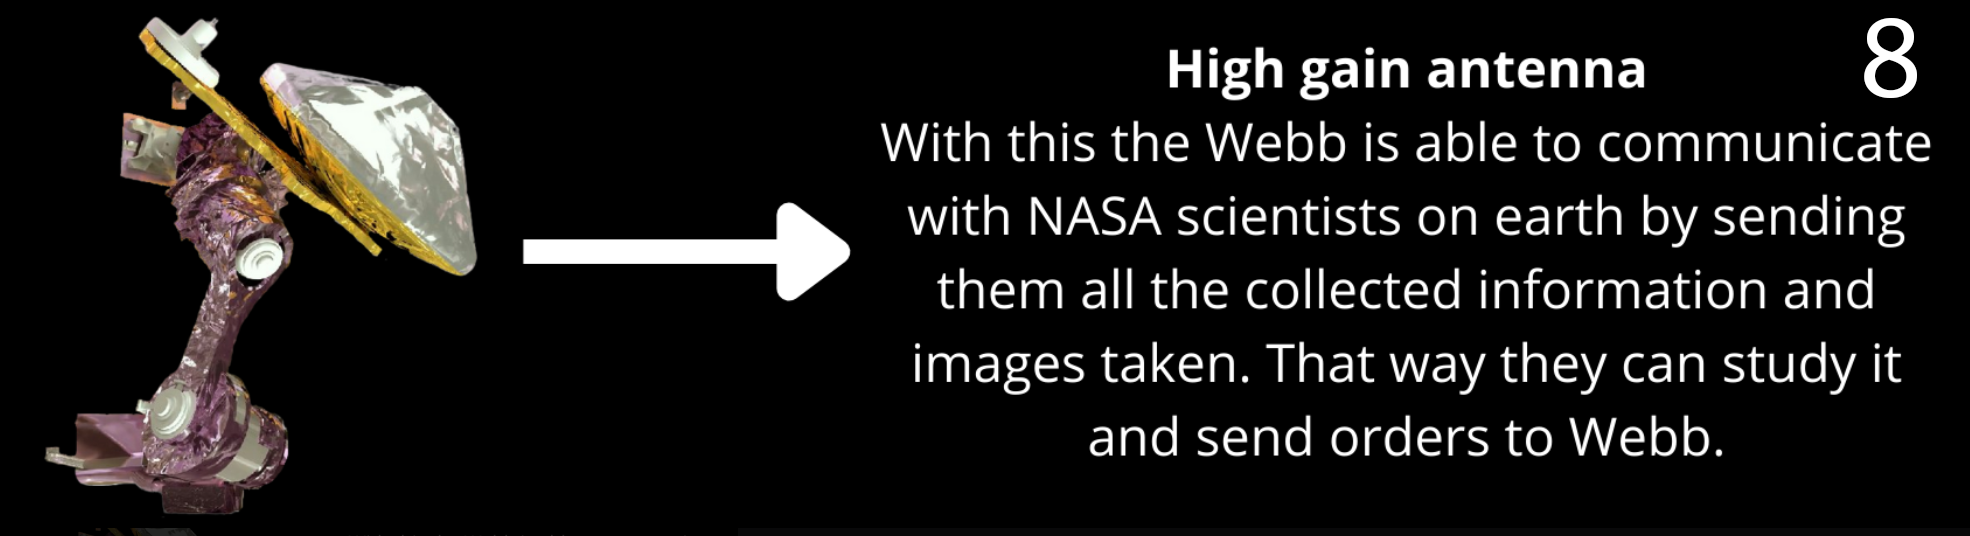 High gain antenna
8
With this the Webb is able to communicate
with NASA scientists on earth by sending
them all the collected information and
images taken. That way they can study it
and send orders to Webb.